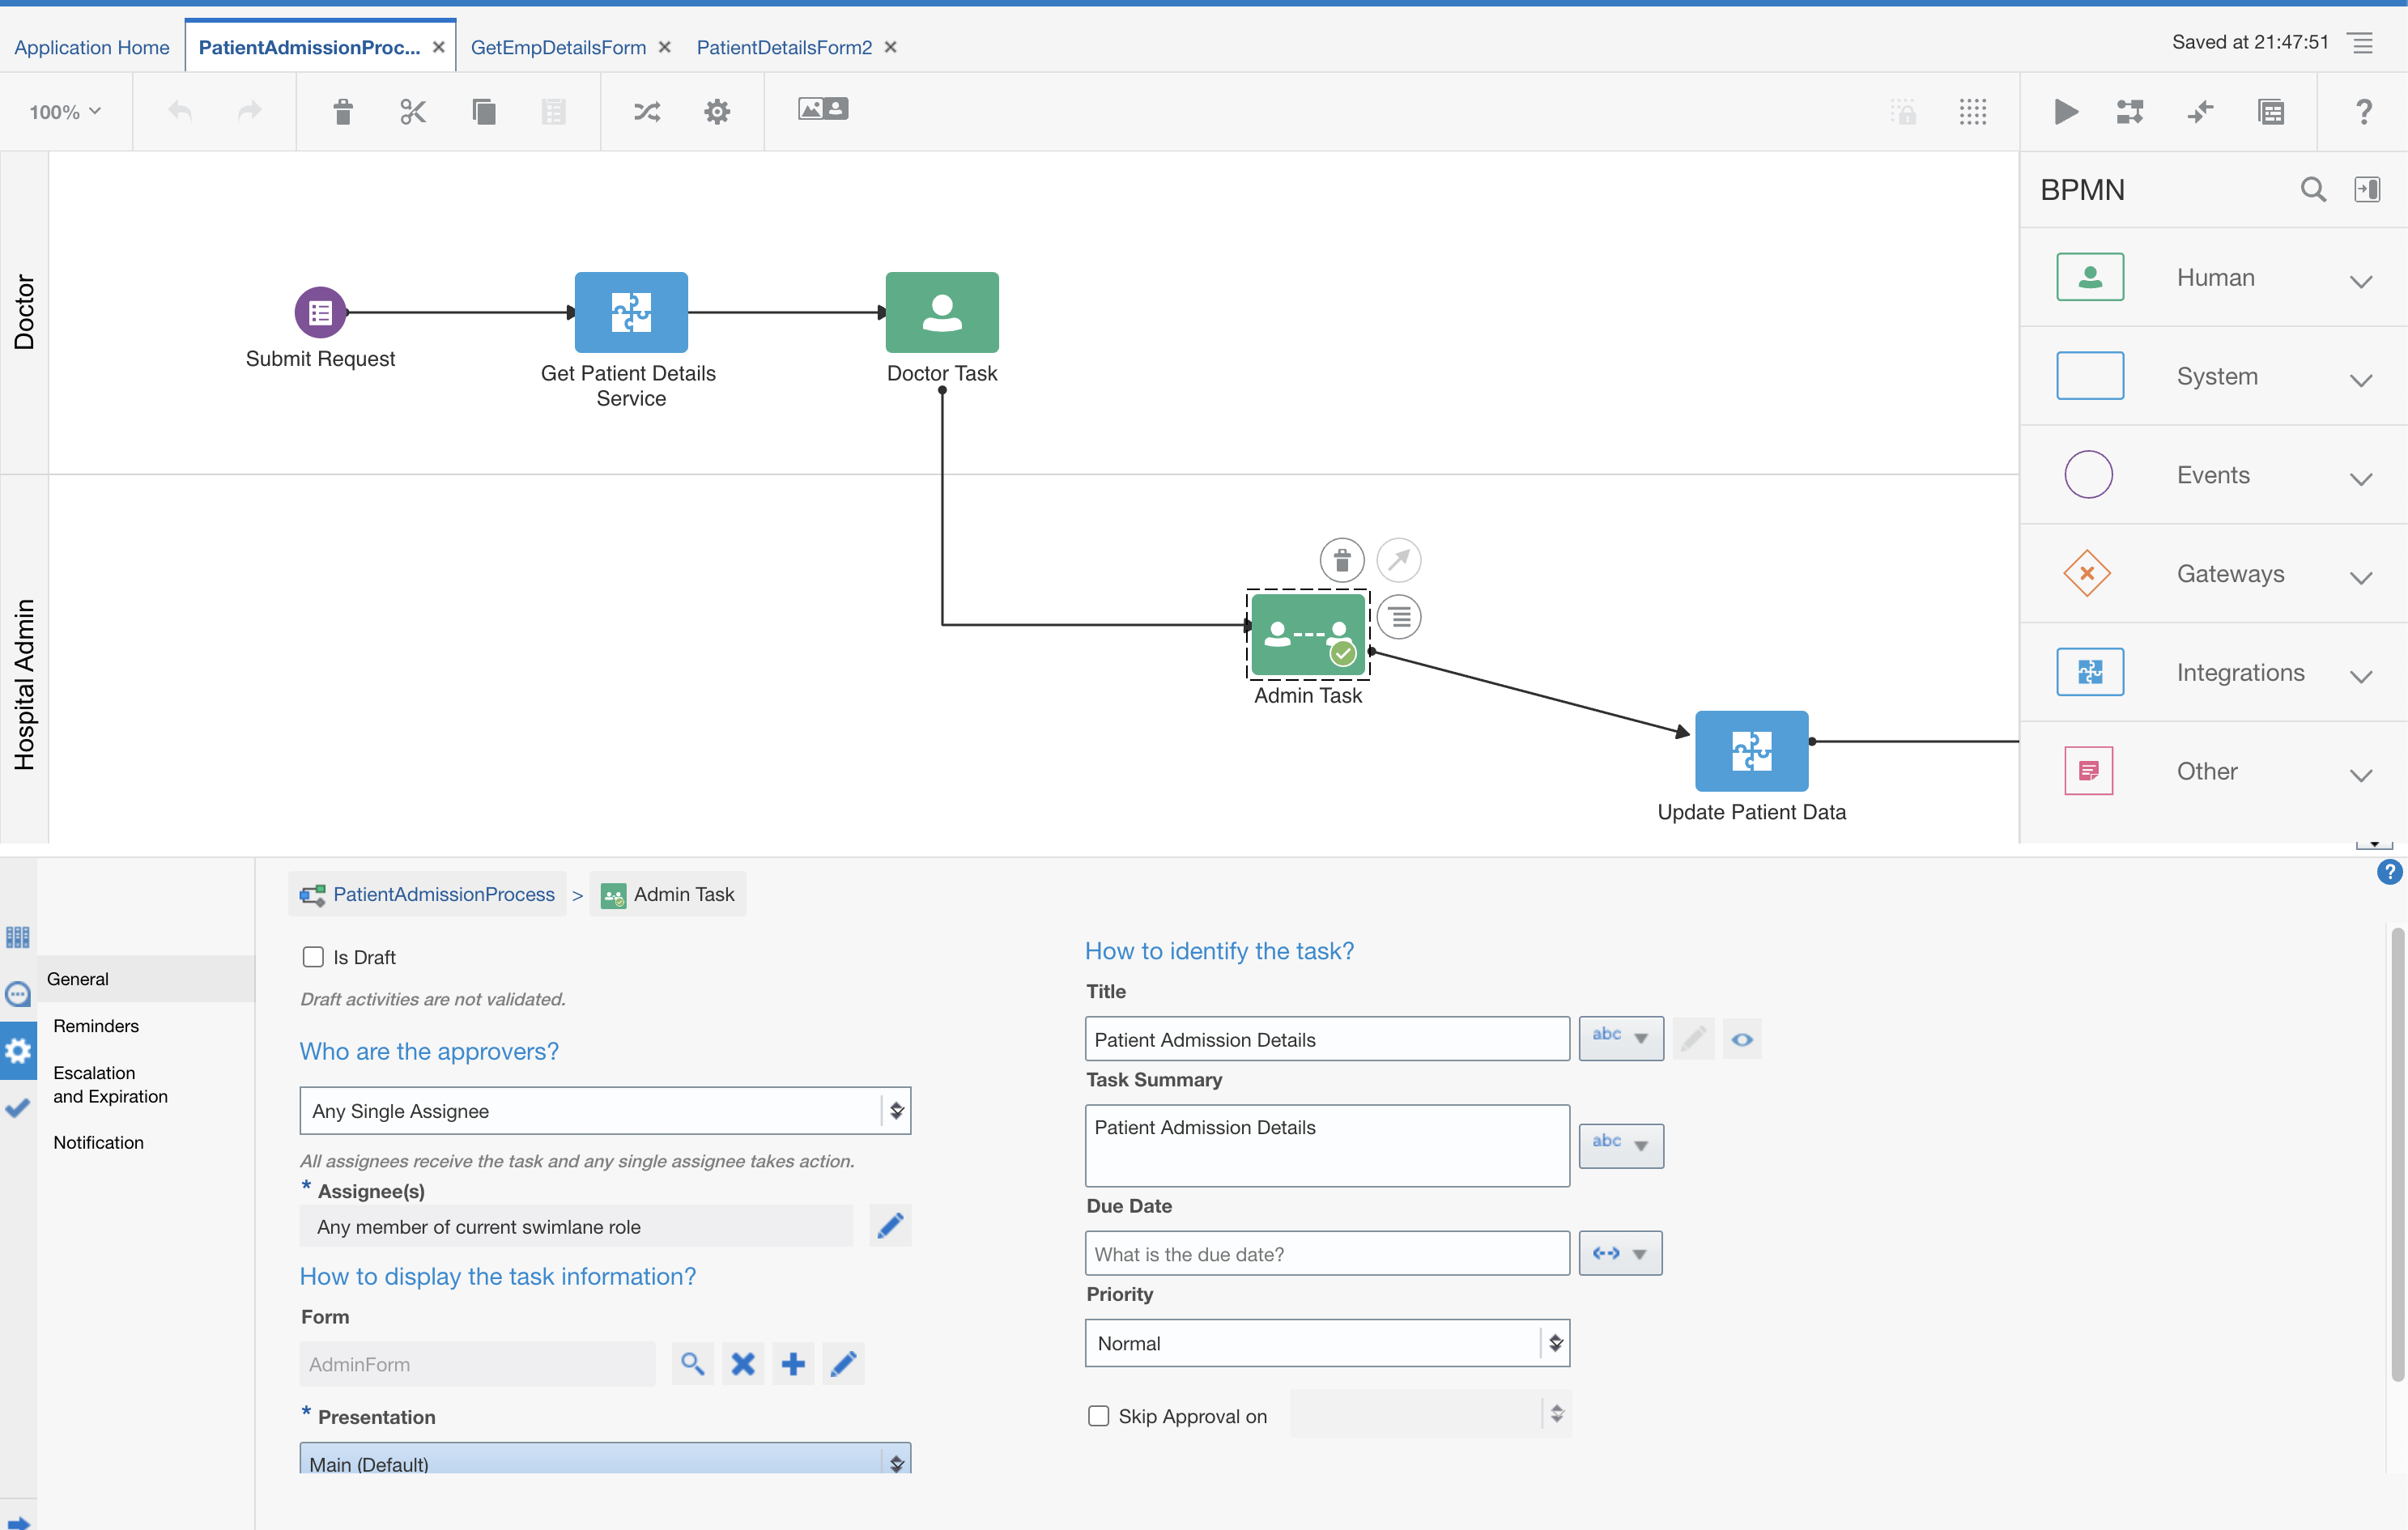 Application Home
PatientAdmissionProc...
GetEmpDetailsForm
PatientDetailsForm2
Saved at 21:47:51
100%
?
BPMN
Human
System
Events
Gateways
Integrations
Other
Doctor
Submit Request
Get Patient Details
Service
Doctor Task
Hospital Admin
Admin Task
Update Patient Data
?
PatientAdmissionProcess > Admin Task
General
Reminders
Escalation
and Expiration
Notification
Is Draft
Draft activities are not validated.
Who are the approvers?
Any Single Assignee
All assignees receive the task and any single assignee takes action.
* Assignee(s)
Any member of current swimlane role
How to display the task information?
Form
AdminForm
* Presentation
Main (Default)
How to identify the task?
Title
Patient Admission Details
abc
Task Summary
Patient Admission Details
abc
Due Date
What is the due date?
Priority
Normal
Skip Approval on